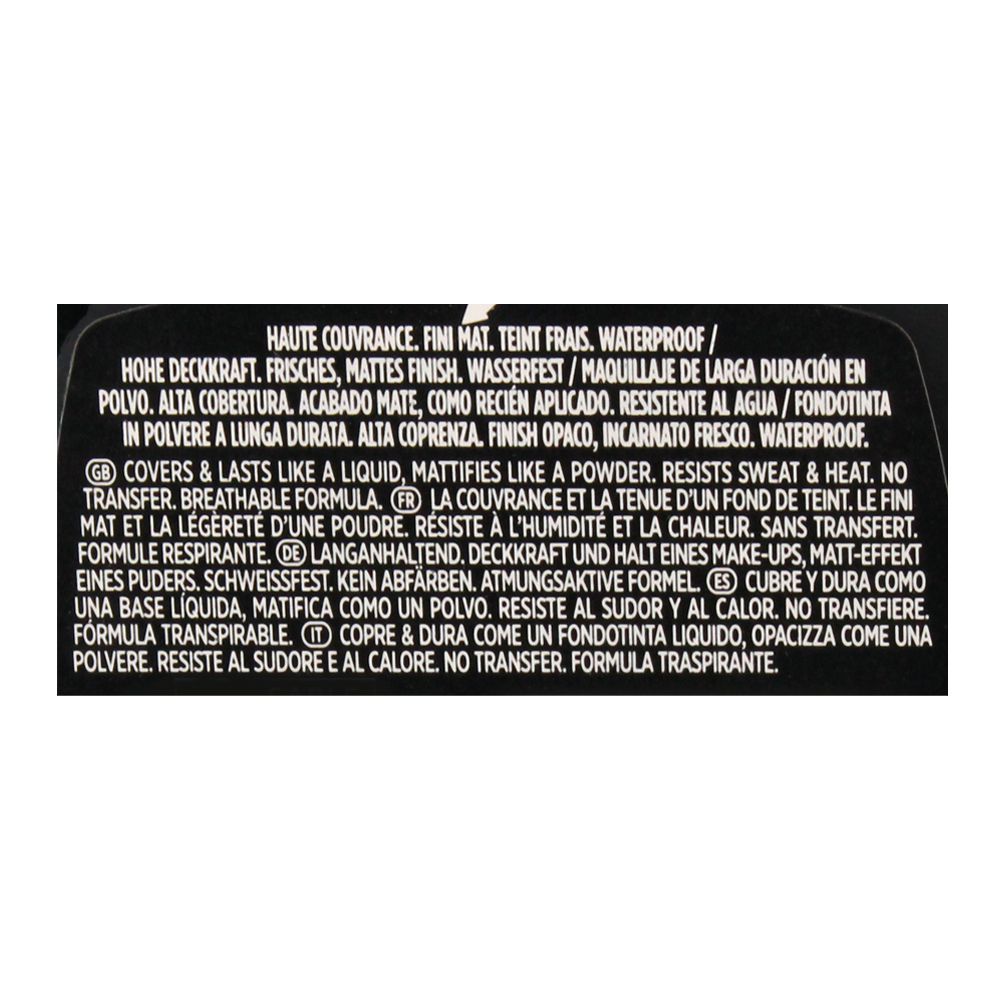 HAUTE COUVRANCE. FINI MAT. TEINT FRAIS. WATERPROOF /
HOHE DECKKRAFT. FRISCHES, MATTES FINISH. WASSERFEST / MAQUILLAJE DE LARGA DURACIÓN EN
POLVO. ALTA COBERTURA. ACABADO MATE, COMO RECIÉN APLICADO. RESISTENTE AL AGUA / FONDOTINTA
IN POLVERE A LUNGA DURATA. ALTA COPRENZA. FINISH OPACO, INCARNATO FRESCO. WATERPROOF.
GB COVERS & LASTS LIKE A LIQUID, MATTIFIES LIKE A POWDER. RESISTS SWEAT & HEAT. NO
TRANSFER. BREATHABLE FORMULA. FR LA COUVRANCE ET LA TENUE D'UN FOND DE TEINT. LE FINI
MAT ET LA LÉGÈRETÉ D'UNE POUDRE. RÉSISTE À L'HUMIDITÉ ET LA CHALEUR. SANS TRANSFERT.
FORMULE RESPIRANTE. DE LANGANHALTEND. DECKKRAFT UND HALT EINES MAKE-UPS, MATT-EFFEKT
EINES PUDERS. SCHWEISSFEST. KEIN ABFÄRBEN. ATMUNGSAKTIVE FORMEL. ES CUBRE Y DURA COMO
UNA BASE LÍQUIDA, MATIFICA COMO UN POLVO. RESISTE AL SUDOR Y AL CALOR. NO TRANSFIERE.
FÓRMULA TRANSPIRABLE. IT COPRE & DURA COME UN FONDOTINTA LIQUIDO, OPACIZZA COME UNA
POLVERE. RESISTE AL SUDORE E AL CALORE. NO TRANSFER. FORMULA TRASPIRANTE.